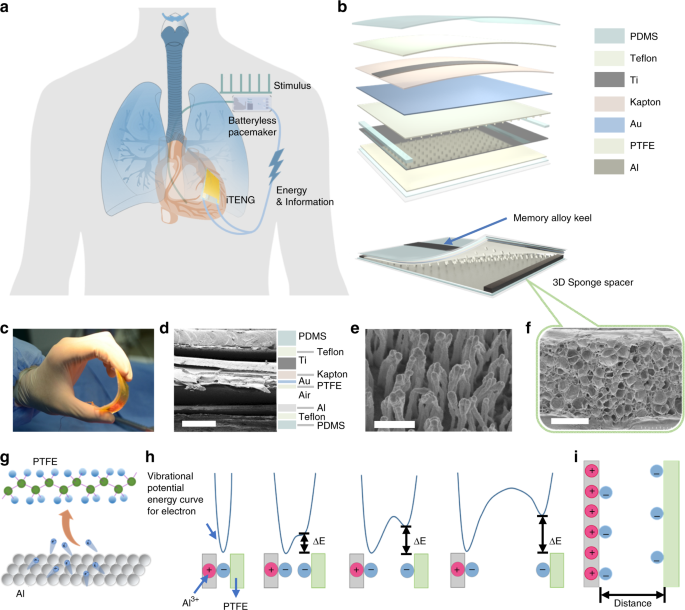 a
Stimulus
Batteryless
pacemaker
iTENG
Energy
& Information
b
PDMS
Teflon
Ti
Kapton
Au
PTFE
Al
Memory alloy keel
3D Sponge spacer
c
d
PDMS
Teflon
Ti
Kapton
Au
PTFE
Air
Al
Teflon
PDMS
e
f
g
PTFE
Al
h
Vibrational
potential
energy curve
for electron
ΔE
ΔE
ΔE
+ −
+ −
+ −
+ −
Al³⁺
PTFE
i
+ −
+ −
+ −
+ −
+ −
+ −
− − −
Distance